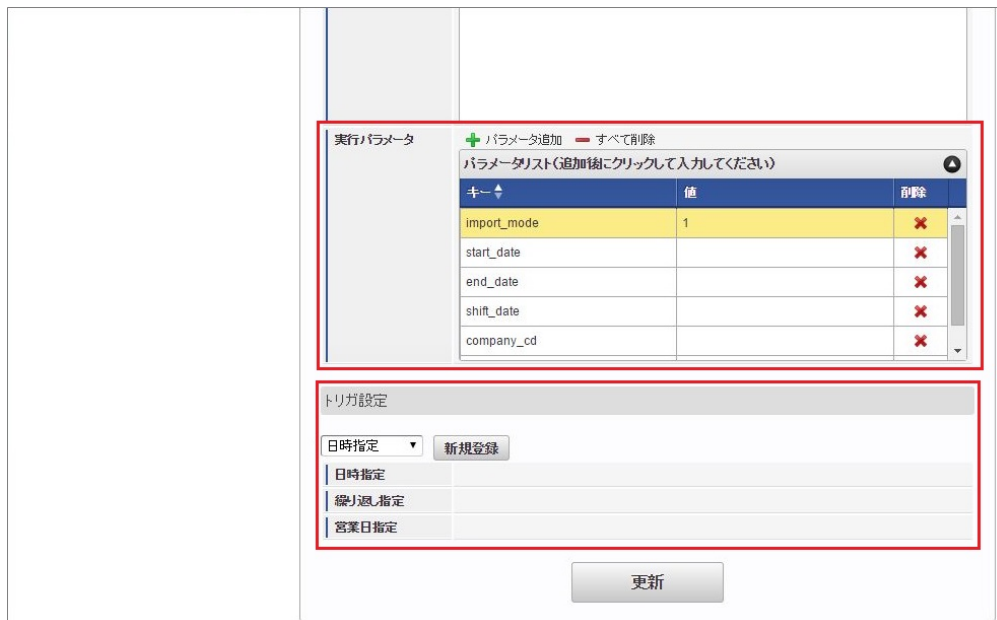 実行パラメータ
パラメータ追加 すべて削除
パラメータリスト(追加後にクリックして入力してください)
キー 値 削除
import_mode 1
start_date
end_date
shift_date
company_cd
トリガ設定
日時指定 新規登録
日時指定
繰り返し指定
営業日指定
更新